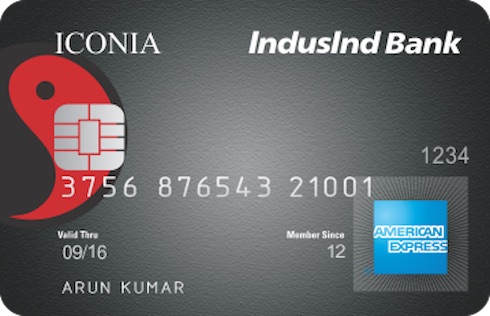 ICONIA IndusInd Bank
1234
3756 876543 21001
Valid Thru Member Since
09/16 12
AMERICAN
EXPRESS
ARUN KUMAR